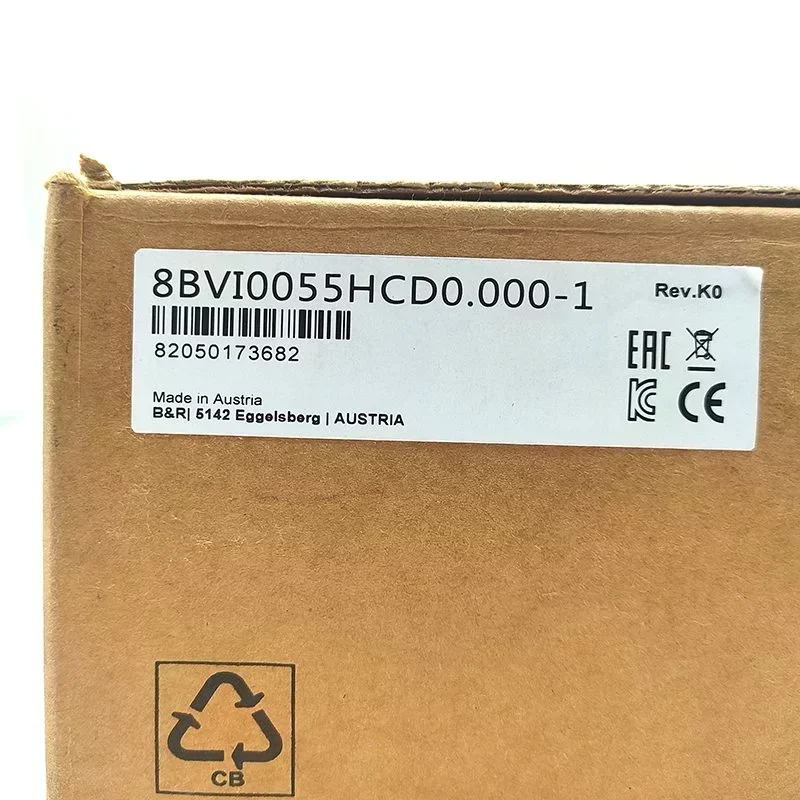 8BVI0055HCD0.000-1
Rev.K0
82050173682
EAC
Made in Austria
B&R| 5142 Eggelsberg | AUSTRIA
CE
CB